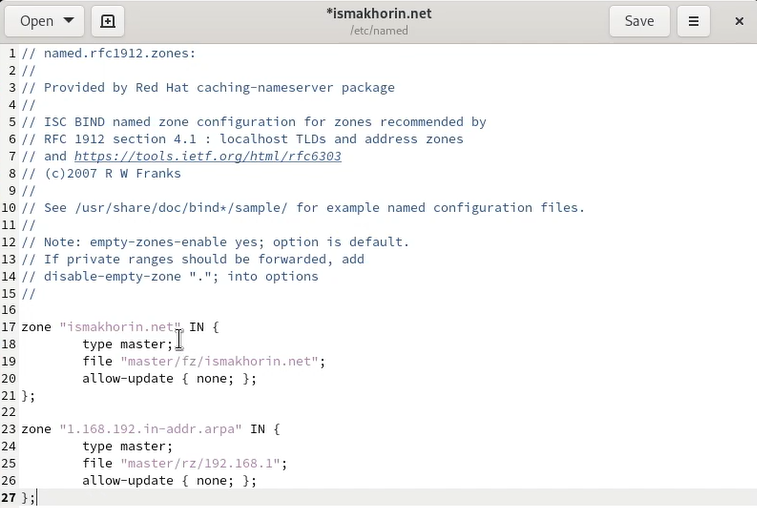 Open
*ismakhorin.net
/etc/named
Save
1 // named.rfc1912.zones:
2 //
3 // Provided by Red Hat caching-nameserver package
4 //
5 // ISC BIND named zone configuration for zones recommended by
6 // RFC 1912 section 4.1 : localhost TLDs and address zones
7 // and https://tools.ietf.org/html/rfc6303
8 // (c)2007 R W Franks
9 //
10 // See /usr/share/doc/bind*/sample/ for example named configuration files.
11 //
12 // Note: empty-zones-enable yes; option is default.
13 // If private ranges should be forwarded, add
14 // disable-empty-zone "."; into options
15 //
16
17 zone "ismakhorin.net" IN {
18         type master;
19         file "master/fz/ismakhorin.net";
20         allow-update { none; };
21 };
22
23 zone "1.168.192.in-addr.arpa" IN {
24         type master;
25         file "master/rz/192.168.1";
26         allow-update { none; };
27 };